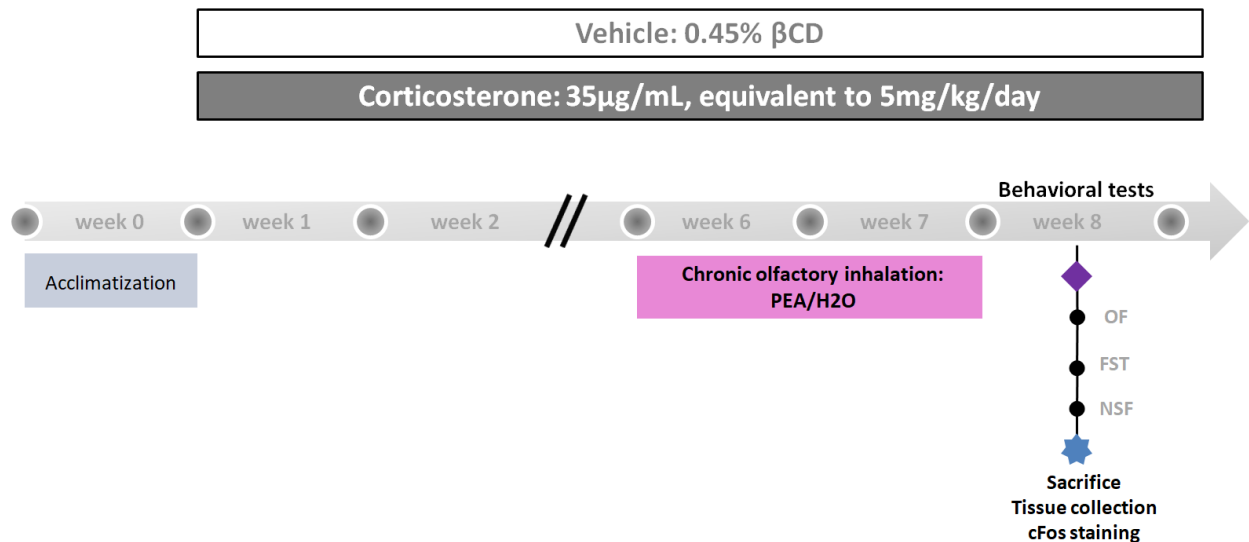 Vehicle: 0.45% βCD
Corticosterone: 35µg/mL, equivalent to 5mg/kg/day
Behavioral tests
week 0
week 1
week 2
week 6
week 7
week 8
Acclimatization
Chronic olfactory inhalation:
PEA/H2O
OF
FST
NSF
Sacrifice
Tissue collection
cFos staining